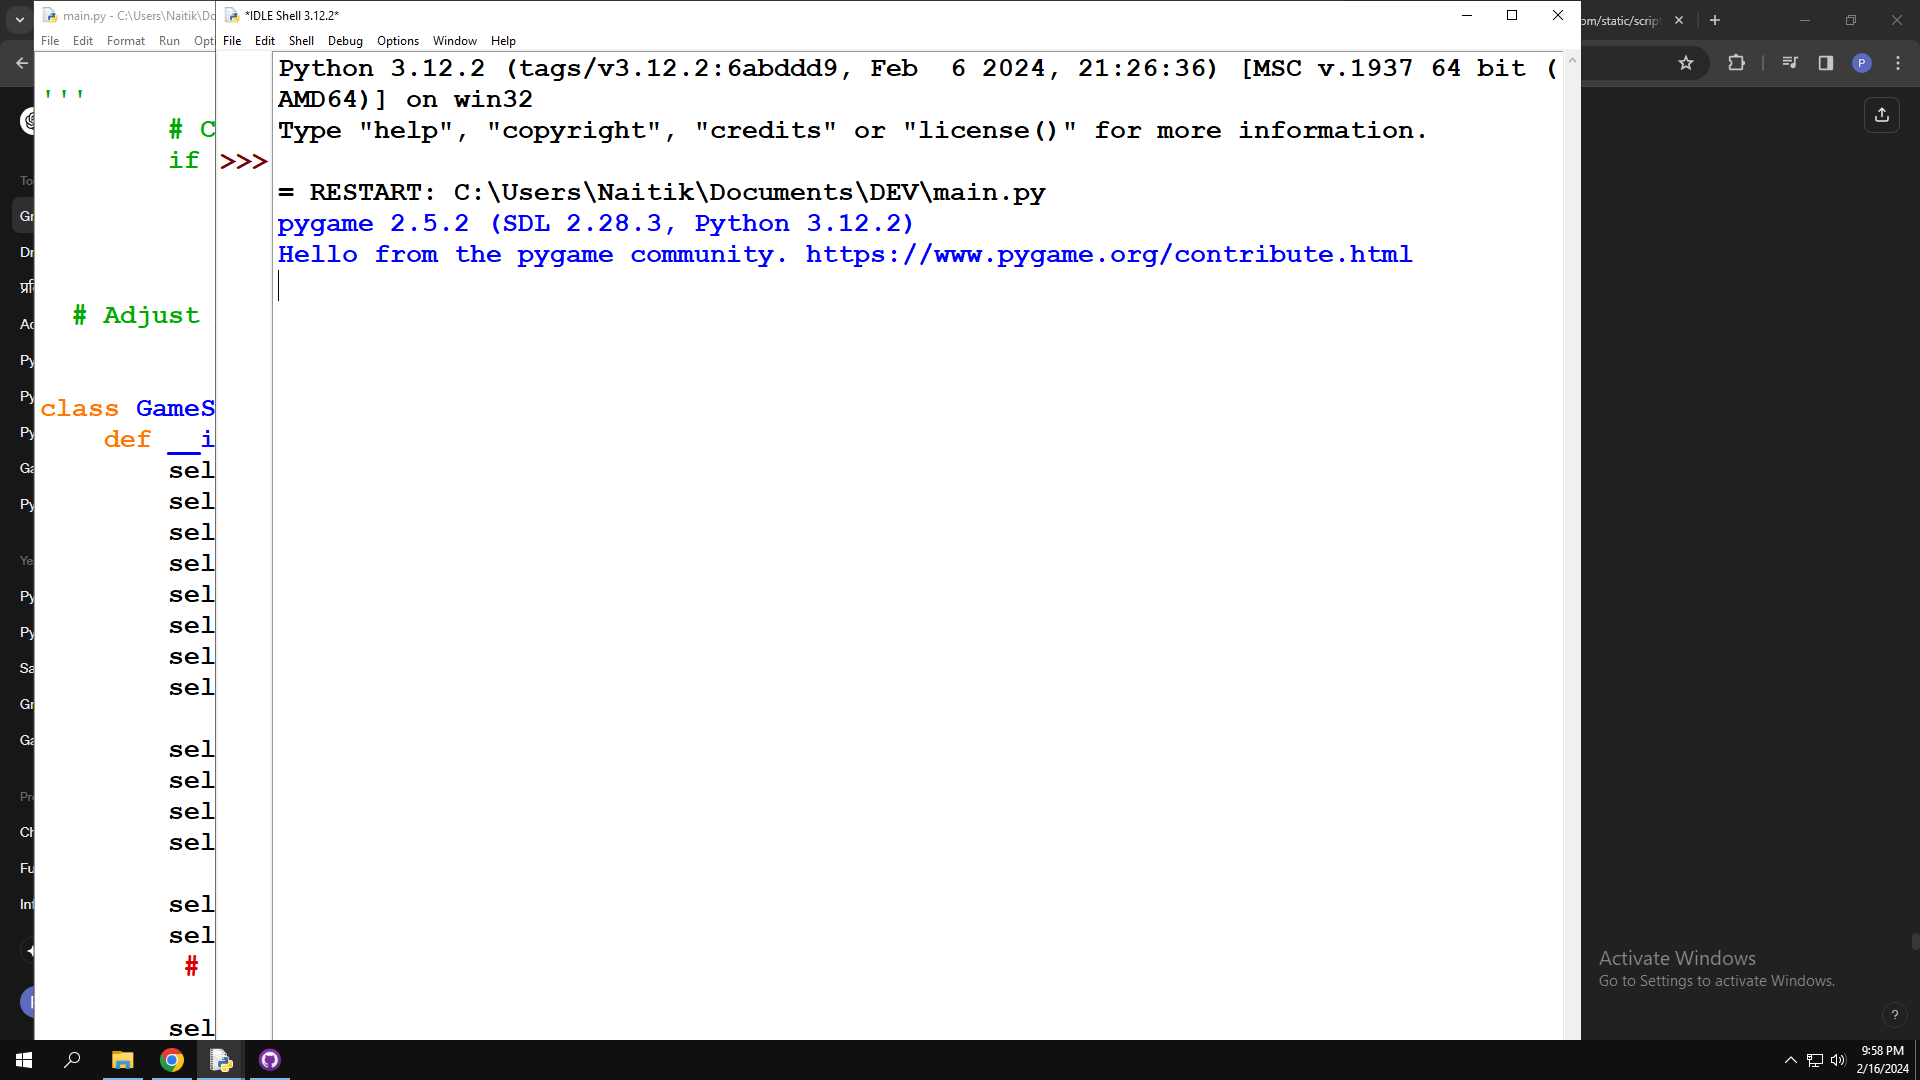 main.py - C:\Users\Naitik\Do
File Edit Format Run Opti
'''
# C
if
# Adjust
class GameS
def __i
sel
sel
sel
sel
sel
sel
sel
sel
sel
sel
sel
sel
sel
sel
#
sel
*IDLE Shell 3.12.2*
File Edit Shell Debug Options Window Help
Python 3.12.2 (tags/v3.12.2:6abddd9, Feb  6 2024, 21:26:36) [MSC v.1937 64 bit (
AMD64)] on win32
Type "help", "copyright", "credits" or "license()" for more information.
>>>
= RESTART: C:\Users\Naitik\Documents\DEV\main.py
pygame 2.5.2 (SDL 2.28.3, Python 3.12.2)
Hello from the pygame community. https://www.pygame.org/contribute.html
om/static/scrip
P
To
Gr
Dr
Ac
Py
Py
Py
Ga
Py
Ye
Py
Py
Sa
Gr
Ga
Pr
Ch
Fu
Inf
Activate Windows
Go to Settings to activate Windows.
?
9:58 PM
2/16/2024